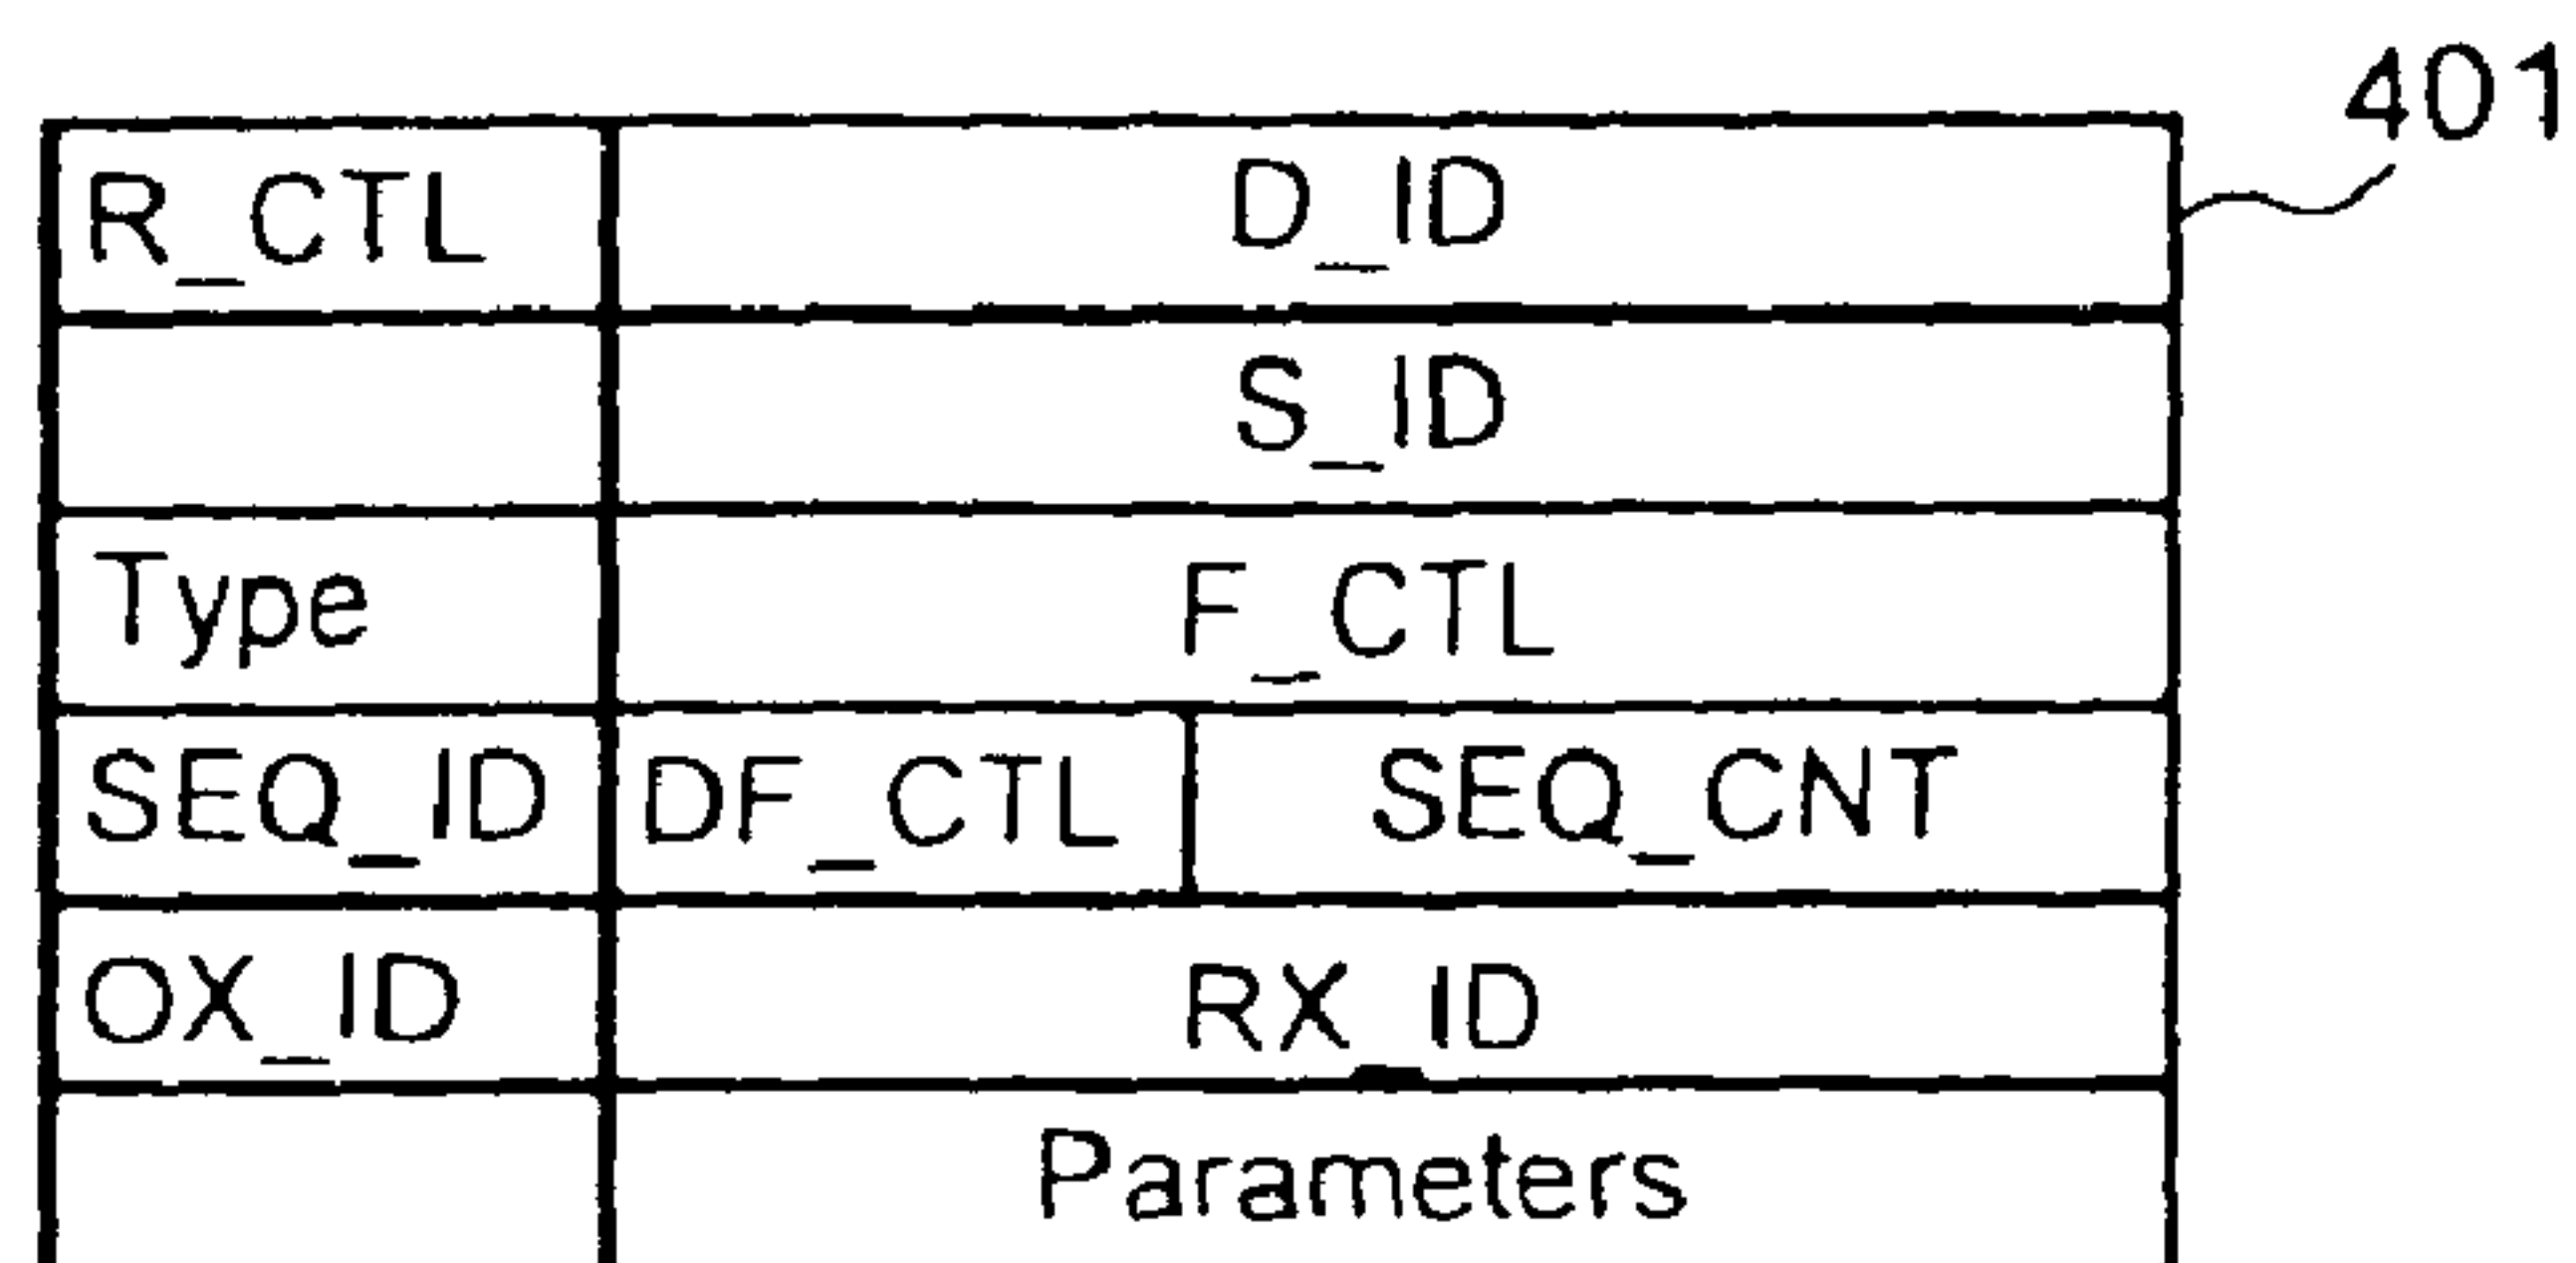 401
R_CTL D_ID
S_ID
Type F_CTL
SEQ_ID DF_CTL SEQ_CNT
OX_ID RX_ID
Parameters